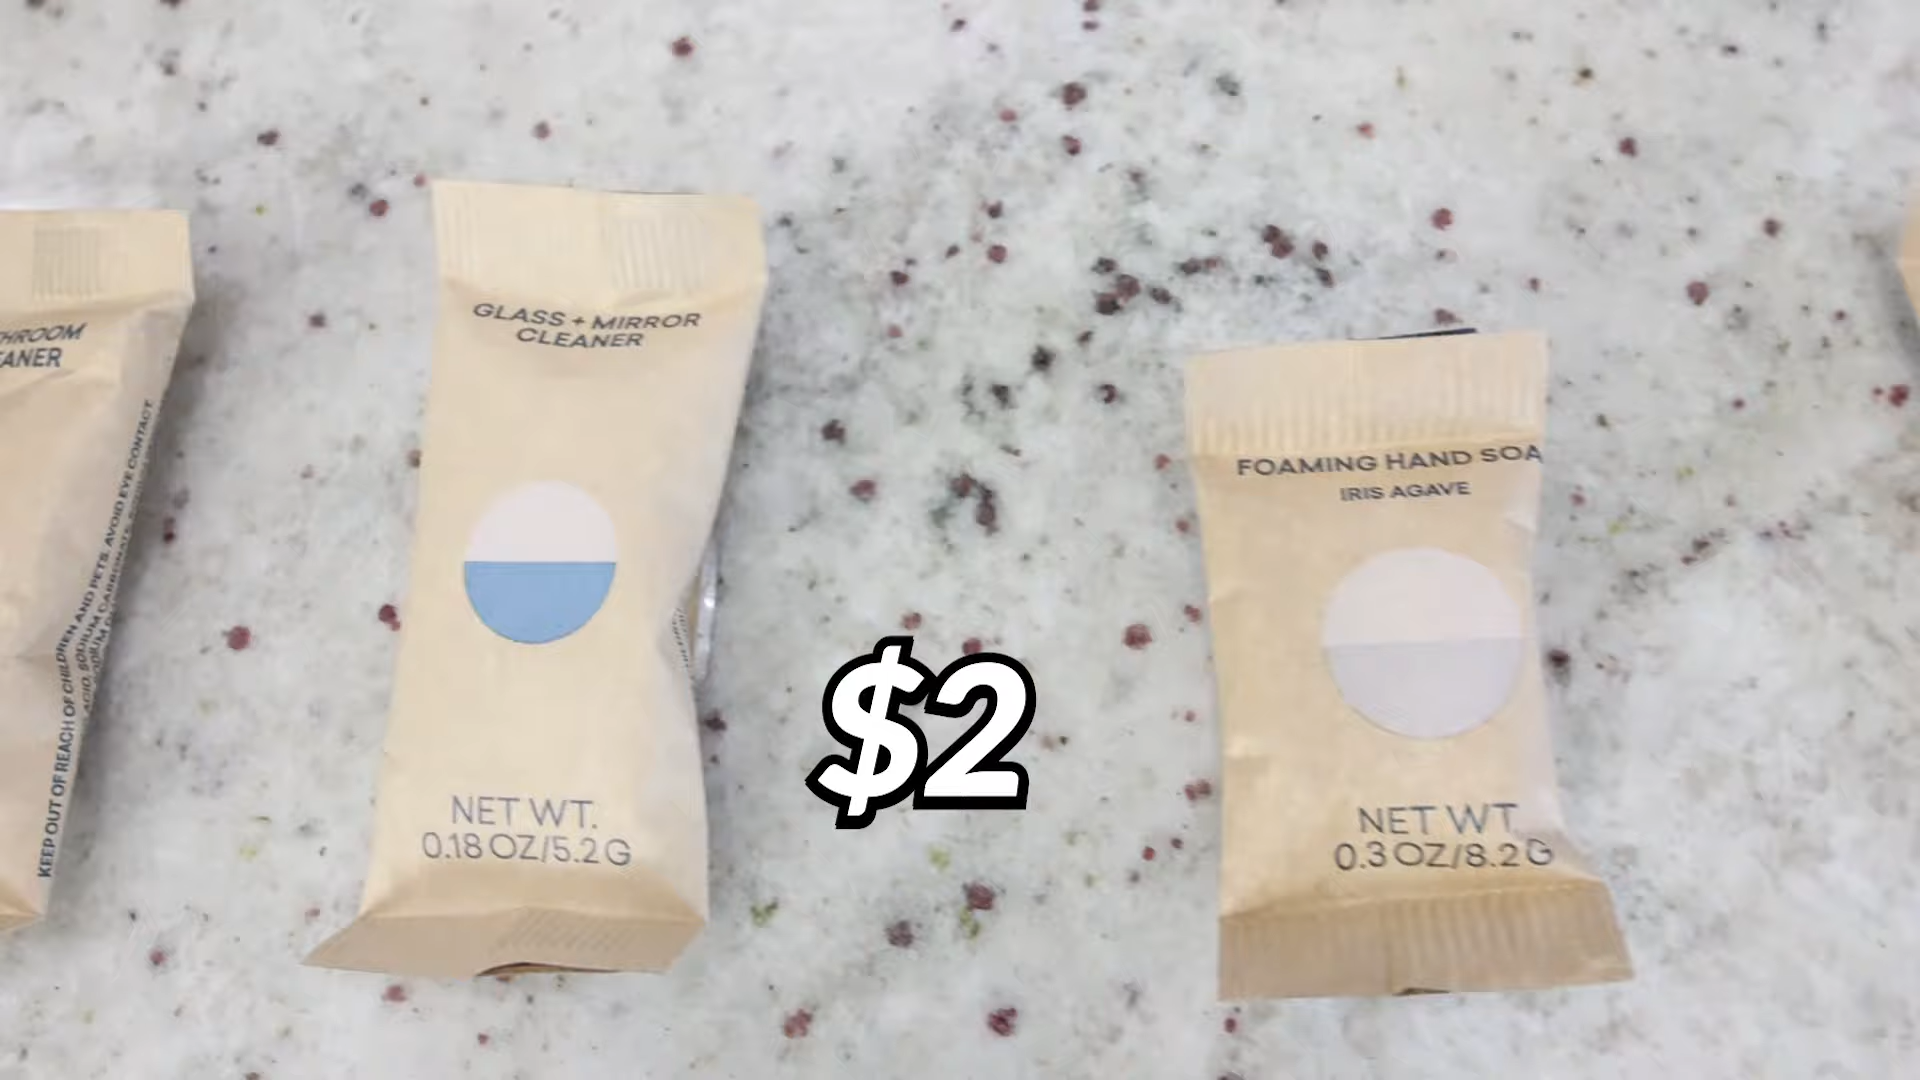 THROOM
EANER
KEEP OUT OF REACH OF CHILDREN AND PETS. AVOID EYE CONTACT
GLASS + MIRROR
CLEANER
NET WT.
0.18 OZ/5.2 G
$2
FOAMING HAND SOA
IRIS AGAVE
NET WT.
0.3 OZ/8.2 G